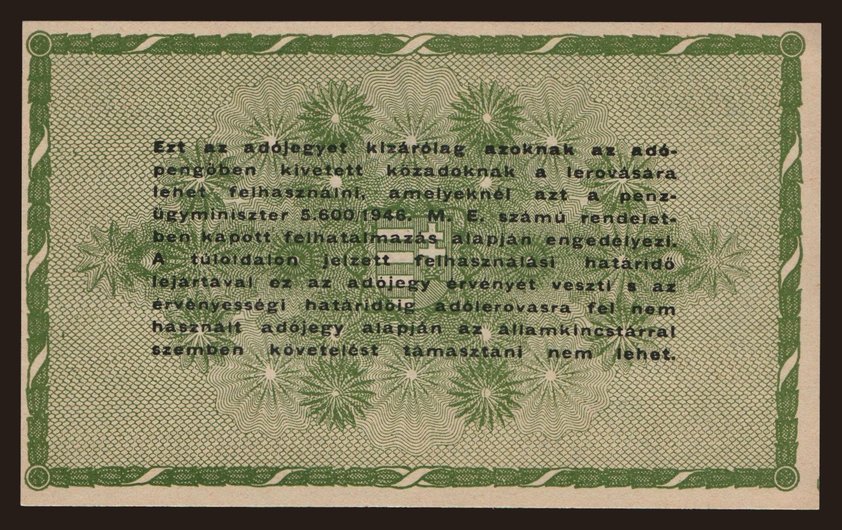 Ezt az adójegyet kizárólag azoknak az adó-
pengőben kivetett közadoknak a lerovására
lehet felhasználni, amelyeknél azt a pénz-
ügyminiszter 5.600/1946. M. E. számú rendelet-
ben kapott felhatalmazás alapján engedélyezi.
A túloldalon jelzett felhasználási határidő
lejártával ez az adójegy érvényét veszti s az
érvényességi határidőig adólerovásra fel nem
használt adójegy alapján az államkincstárral
szemben követelést támasztani nem lehet.